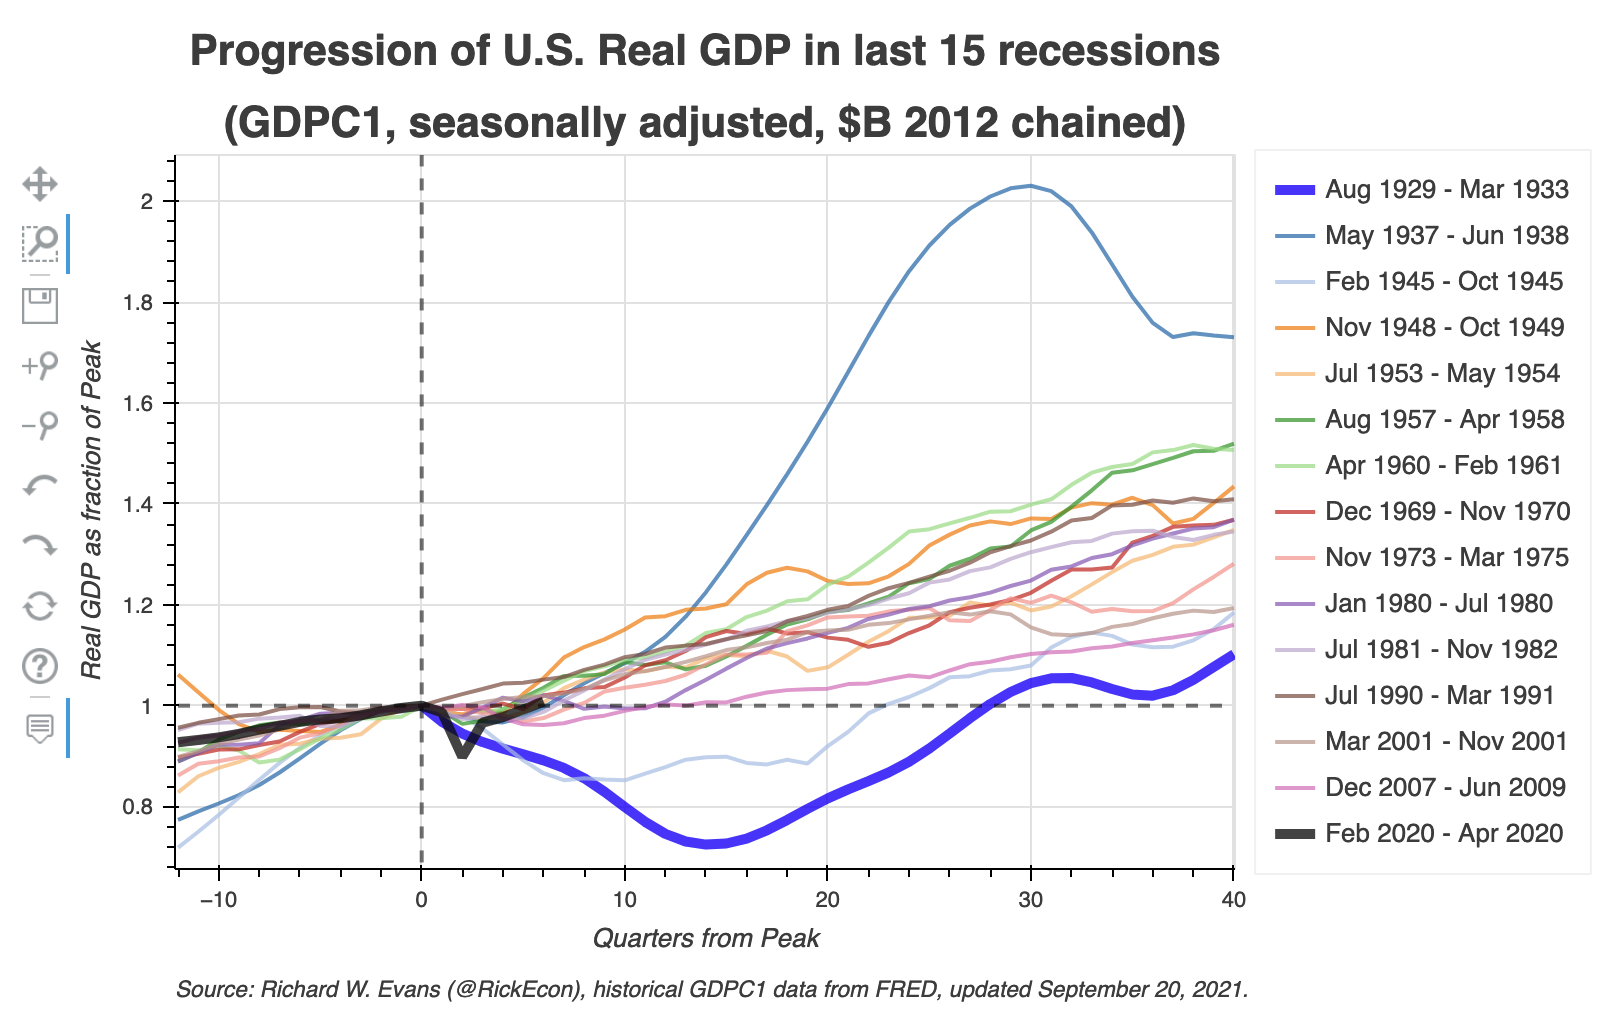 Progression of U.S. Real GDP in last 15 recessions
(GDPC1, seasonally adjusted, $B 2012 chained)
Real GDP as fraction of Peak
2
1.8
1.6
1.4
1.2
1
0.8
−10
0
10
20
30
40
Quarters from Peak
Aug 1929 - Mar 1933
May 1937 - Jun 1938
Feb 1945 - Oct 1945
Nov 1948 - Oct 1949
Jul 1953 - May 1954
Aug 1957 - Apr 1958
Apr 1960 - Feb 1961
Dec 1969 - Nov 1970
Nov 1973 - Mar 1975
Jan 1980 - Jul 1980
Jul 1981 - Nov 1982
Jul 1990 - Mar 1991
Mar 2001 - Nov 2001
Dec 2007 - Jun 2009
Feb 2020 - Apr 2020
Source: Richard W. Evans (@RickEcon), historical GDPC1 data from FRED, updated September 20, 2021.